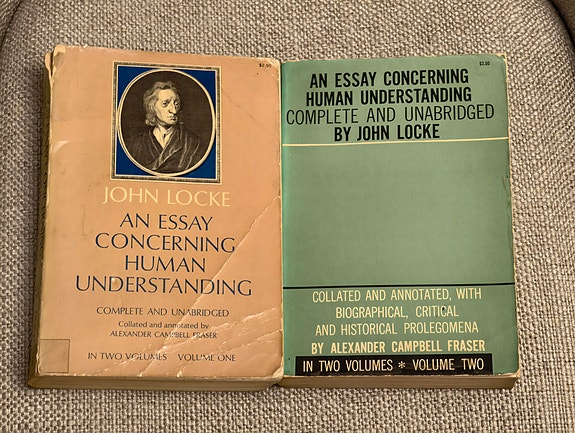 $2.50
JOHN LOCKE
AN ESSAY
CONCERNING
HUMAN
UNDERSTANDING
COMPLETE AND UNABRIDGED
Collated and annotated by
ALEXANDER CAMPBELL FRASER
IN TWO VOLUMES VOLUME ONE
$2.50
AN ESSAY CONCERNING
HUMAN UNDERSTANDING
COMPLETE AND UNABRIDGED
BY JOHN LOCKE
COLLATED AND ANNOTATED, WITH
BIOGRAPHICAL, CRITICAL
AND HISTORICAL PROLEGOMENA
BY ALEXANDER CAMPBELL FRASER
IN TWO VOLUMES * VOLUME TWO